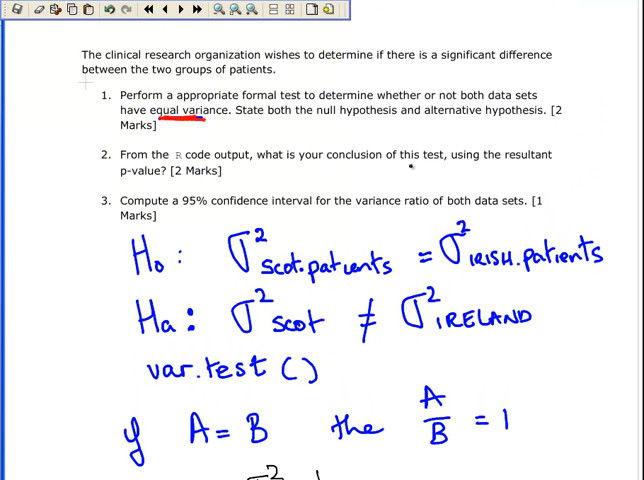 The clinical research organization wishes to determine if there is a significant difference
between the two groups of patients.
1. Perform a appropriate formal test to determine whether or not both data sets
have equal variance. State both the null hypothesis and alternative hypothesis. [2
Marks]
2. From the R code output, what is your conclusion of this test, using the resultant
p-value? [2 Marks]
3. Compute a 95% confidence interval for the variance ratio of both data sets. [1
Mark]
H₀ : σ² scot.patients = σ² IRISH.patients
Ha : σ² scot ≠ σ² IRELAND
var.test ()
if A = B the A/B = 1